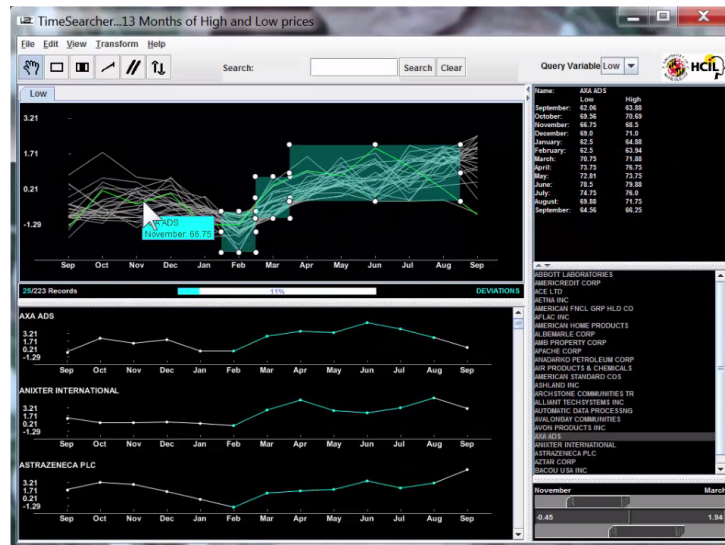 TimeSearcher...13 Months of High and Low prices
File Edit View Transform Help
Search: Search Clear Query Variable Low HCIL
Low
3.21
1.71
0.21
-1.29
AXA ADS
November: 66.75
Sep Oct Nov Dec Jan Feb Mar Apr May Jun Jul Aug Sep
25/223 Records 11% DEVIATIONS
AXA ADS
3.21
1.71
0.21
-1.29
Sep Oct Nov Dec Jan Feb Mar Apr May Jun Jul Aug Sep
ANIXTER INTERNATIONAL
3.21
1.71
0.21
-1.29
Sep Oct Nov Dec Jan Feb Mar Apr May Jun Jul Aug Sep
ASTRAZENECA PLC
3.21
1.71
0.21
-1.29
Sep Oct Nov Dec Jan Feb Mar Apr May Jun Jul Aug Sep
Name: AXA ADS
Low High
September: 62.06 63.88
October: 69.56 70.69
November: 66.75 68.5
December: 69.0 71.0
January: 62.5 64.88
February: 62.5 63.94
March: 70.75 71.88
April: 73.75 76.75
May: 72.81 73.75
June: 78.5 79.88
July: 74.75 76.0
August: 69.88 71.75
September: 64.56 66.25
ABBOTT LABORATORIES
AMERICREDIT CORP
ACE LTD
AETNA INC
AMERICAN FNCL GRP HLD CO
AFLAC INC
AMERICAN HOME PRODUCTS
ALBEMARLE CORP
AMB PROPERTY CORP
APACHE CORP
ANADARKO PETROLEUM CORP
AIR PRODUCTS & CHEMICALS
AMERICAN STANDARD COS
ASHLAND INC
ARCHSTONE COMMUNITIES TR
ALLIANT TECHSYSTEMS INC
AUTOMATIC DATA PROCESSNG
AVALONBAY COMMUNITIES
AVON PRODUCTS INC
AXA ADS
ANIXTER INTERNATIONAL
ASTRAZENECA PLC
AZTAR CORP
BACOU USA INC
November March
-0.45 1.94